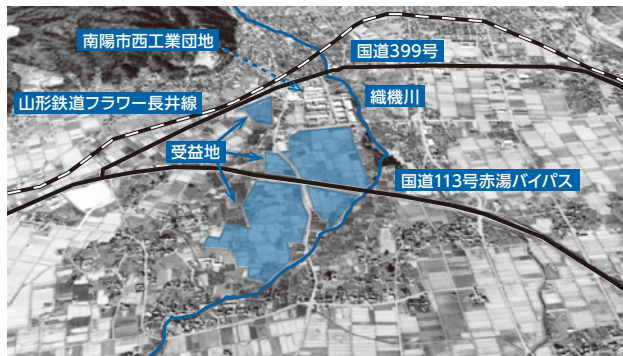 南陽市西工業団地
国道399号
山形鉄道フラワー長井線
織機川
受益地
国道113号赤湯バイパス